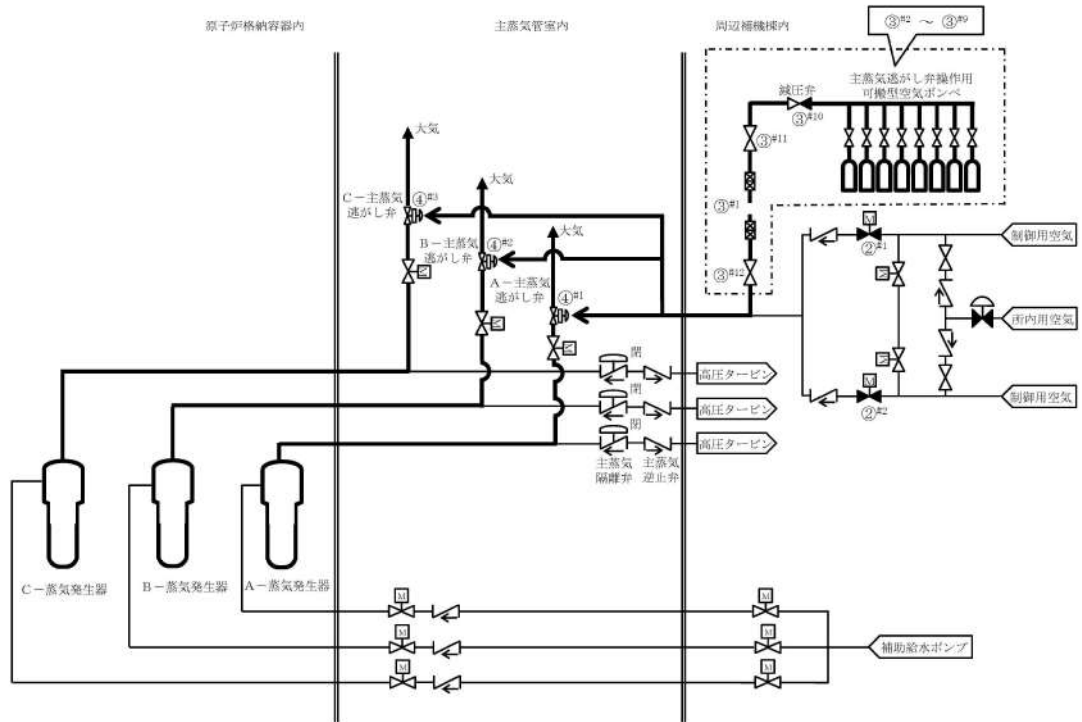 原子炉格納容器内
主蒸気管室内
周辺補機棟内
③#2 ～ ③#9
主蒸気逃がし弁操作用
可搬型空気ボンベ
減圧弁
③#10
③#11
③#1
③#12
大気
大気
大気
C－主蒸気
逃がし弁
④#3
B－主蒸気
逃がし弁
④#2
A－主蒸気
逃がし弁
④#1
M
②#1
制御用空気
M
所内用空気
M
M
②#2
制御用空気
M
M
M
閉
高圧タービン
閉
高圧タービン
閉
高圧タービン
主蒸気
隔離弁
主蒸気
逆止弁
C－蒸気発生器
B－蒸気発生器
A－蒸気発生器
M
M
M
M
補助給水ポンプ
M
M